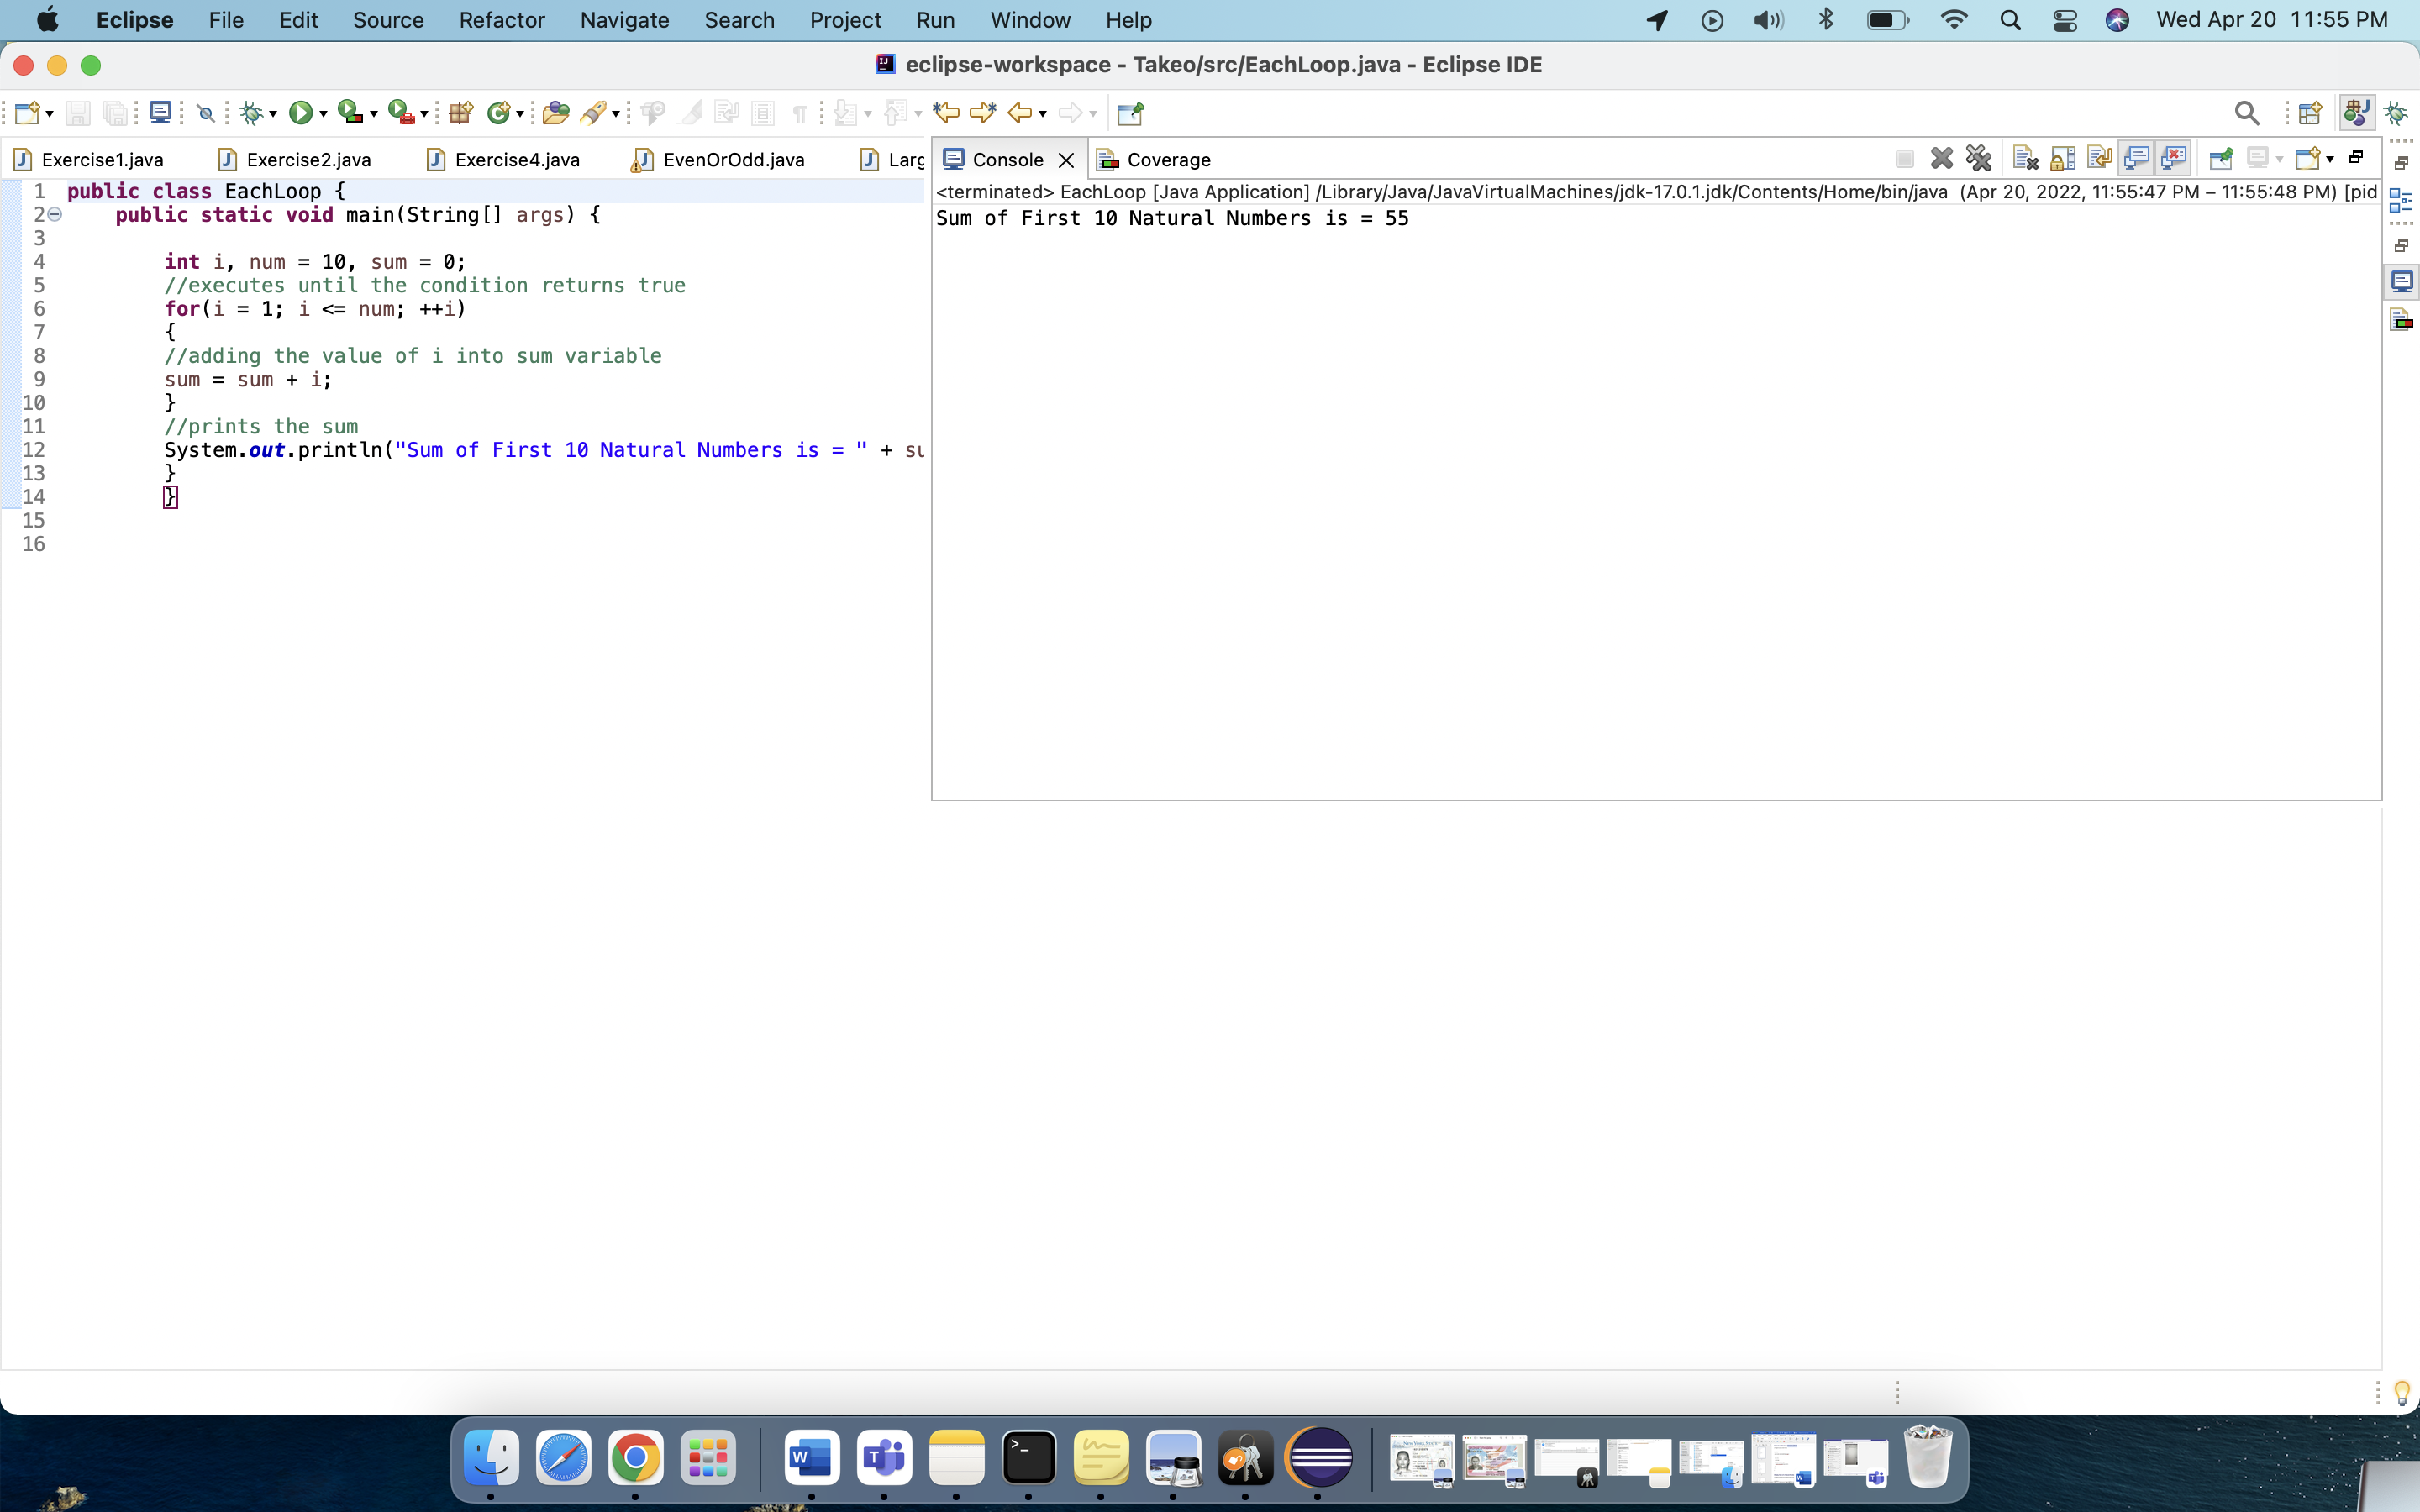 Eclipse File Edit Source Refactor Navigate Search Project Run Window Help Wed Apr 20 11:55 PM
eclipse-workspace - Takeo/src/EachLoop.java - Eclipse IDE
Exercise1.java Exercise2.java Exercise4.java EvenOrOdd.java Larg
1 public class EachLoop {
2 public static void main(String[] args) {
3
4 int i, num = 10, sum = 0;
5 //executes until the condition returns true
6 for(i = 1; i <= num; ++i)
7 {
8 //adding the value of i into sum variable
9 sum = sum + i;
10 }
11 //prints the sum
12 System.out.println("Sum of First 10 Natural Numbers is = " + su
13 }
14 }
15
16
Console Coverage
<terminated> EachLoop [Java Application] /Library/Java/JavaVirtualMachines/jdk-17.0.1.jdk/Contents/Home/bin/java (Apr 20, 2022, 11:55:47 PM – 11:55:48 PM) [pid
Sum of First 10 Natural Numbers is = 55